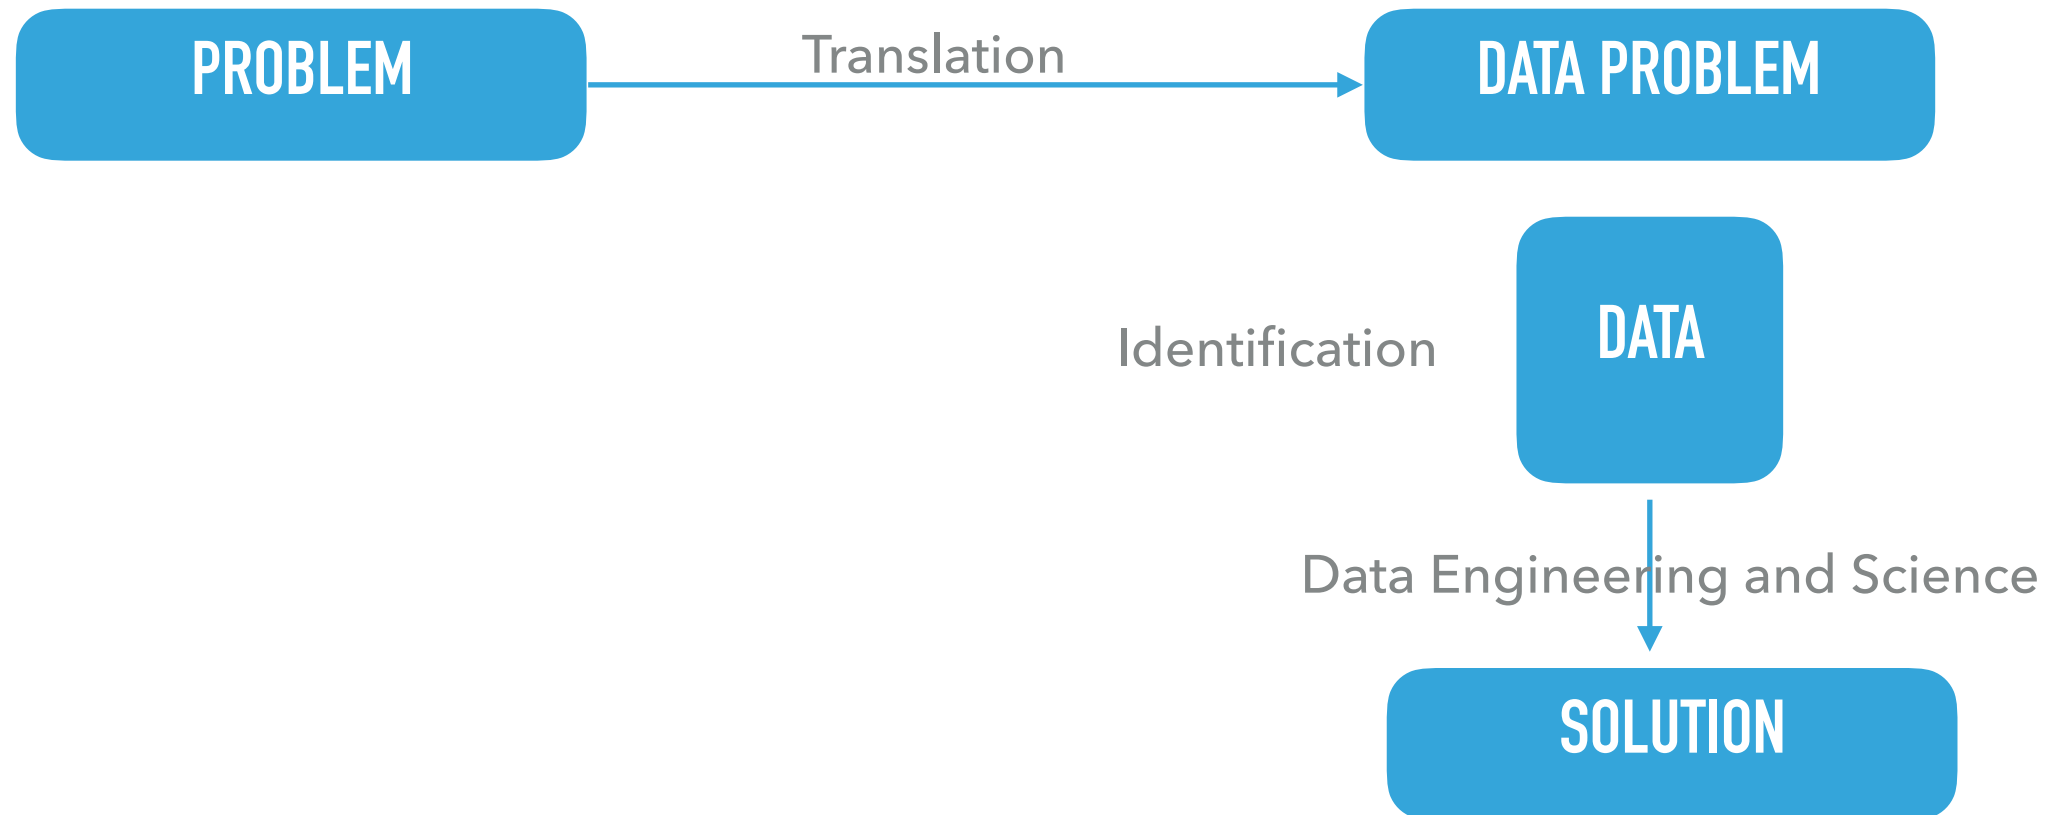 PROBLEM
Translation
DATA PROBLEM
Identification
DATA
Data Engineering and Science
SOLUTION